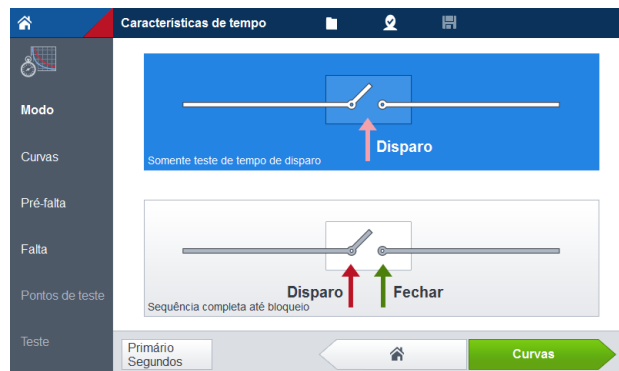 Características de tempo
Modo
Curvas
Pré-falta
Falta
Pontos de teste
Teste
Disparo
Somente teste de tempo de disparo
Disparo
Fechar
Sequência completa até bloqueio
Primário
Segundos
Curvas